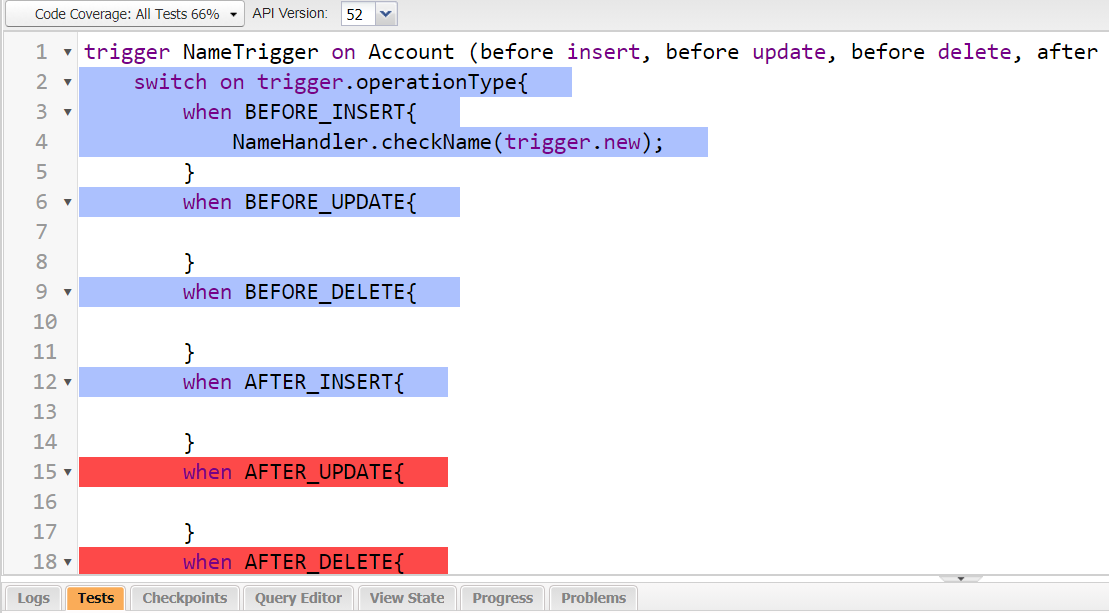 Code Coverage: All Tests 66% API Version: 52
1 trigger NameTrigger on Account (before insert, before update, before delete, after
2 switch on trigger.operationType{
3 when BEFORE_INSERT{
4 NameHandler.checkName(trigger.new);
5 }
6 when BEFORE_UPDATE{
7
8 }
9 when BEFORE_DELETE{
10
11 }
12 when AFTER_INSERT{
13
14 }
15 when AFTER_UPDATE{
16
17 }
18 when AFTER_DELETE{
Logs Tests Checkpoints Query Editor View State Progress Problems